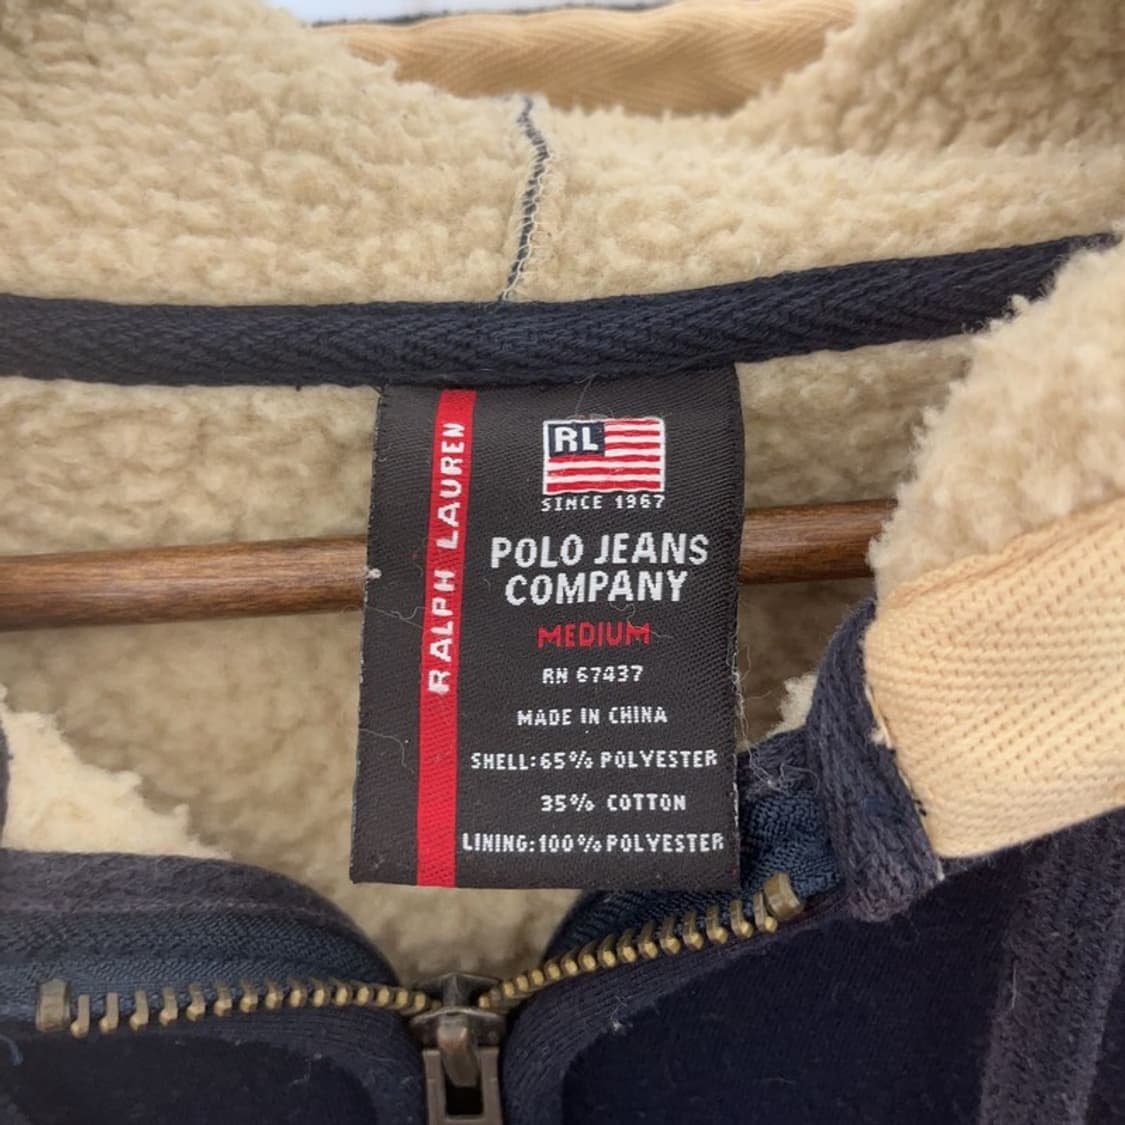 RALPH LAUREN
RL
SINCE 1967
POLO JEANS
COMPANY
MEDIUM
RN 67437
MADE IN CHINA
SHELL:65% POLYESTER
35% COTTON
LINING:100%POLYESTER